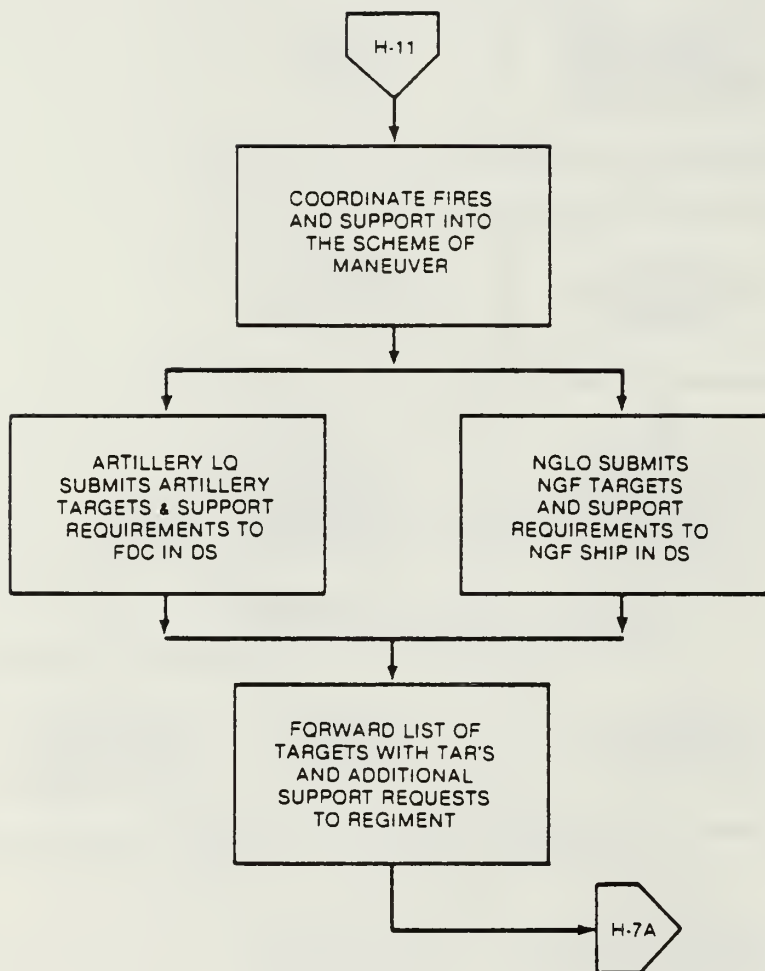 H-11
COORDINATE FIRES
AND SUPPORT INTO
THE SCHEME OF
MANEUVER
ARTILLERY LO
SUBMITS ARTILLERY
TARGETS & SUPPORT
REQUIREMENTS TO
FDC IN DS
NGLO SUBMITS
NGF TARGETS
AND SUPPORT
REQUIREMENTS TO
NGF SHIP IN DS
FORWARD LIST OF
TARGETS WITH TAR'S
AND ADDITIONAL
SUPPORT REQUESTS
TO REGIMENT
H-7A